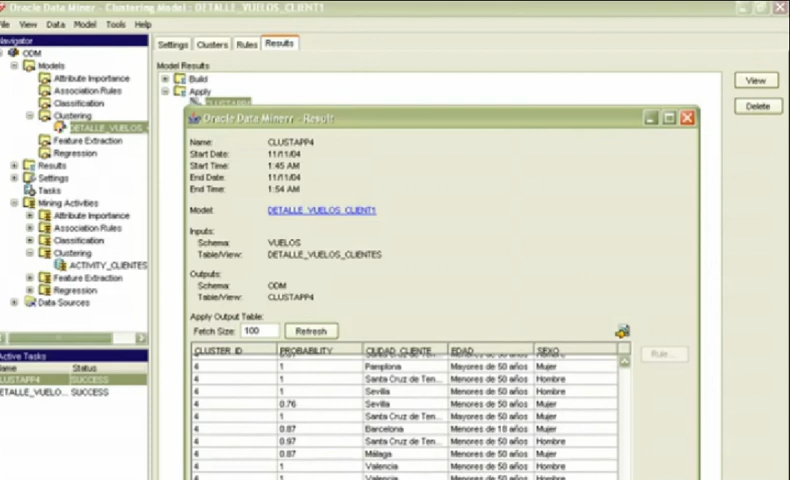 Oracle Data Miner - Clustering Model : DETALLE_VUELOS_CLIENT1
File View Data Model Tools Help
Navigator
ODM
Models
Attribute Importance
Association Rules
Classification
Clustering
DETALLE_VUELOS_
Feature Extraction
Regression
Results
Settings
Tasks
Mining Activities
Attribute Importance
Association Rules
Classification
Clustering
ACTIVITY_CLIENTES
Feature Extraction
Regression
Data Sources
Active Tasks
Name Status
CLUSTAPP4 SUCCESS
DETALLE_VUELO... SUCCESS
Settings Clusters Rules Results
Model Results
Build
Apply
CLUSTAPP4
View
Delete
Oracle Data Minerr - Result
Name: CLUSTAPP4
Start Date: 11/11/04
Start Time: 1:45 AM
End Date: 11/11/04
End Time: 1:54 AM
Model: DETALLE_VUELOS_CLIENT1
Inputs:
Schema: VUELOS
Table/View: DETALLE_VUELOS_CLIENTES
Outputs:
Schema: ODM
Table/View: CLUSTAPP4
Apply Output Table:
Fetch Size: 100 Refresh
Rule...
CLUSTER_ID PROBABILITY CIUDAD_CLIENTE EDAD SEXO
4 1 Pamplona Mayores de 50 años Mujer
4 1 Santa Cruz de Ten... Menores de 50 años Hombre
4 1 Sevilla Menores de 50 años Hombre
4 0.76 Sevilla Menores de 50 años Mujer
4 1 Santa Cruz de Ten... Mayores de 50 años Mujer
4 0.87 Barcelona Menores de 18 años Mujer
4 0.97 Santa Cruz de Ten... Menores de 50 años Hombre
4 0.87 Málaga Menores de 50 años Mujer
4 1 Valencia Menores de 50 años Hombre
4 1 Valencia Menores de 50 años Hombre